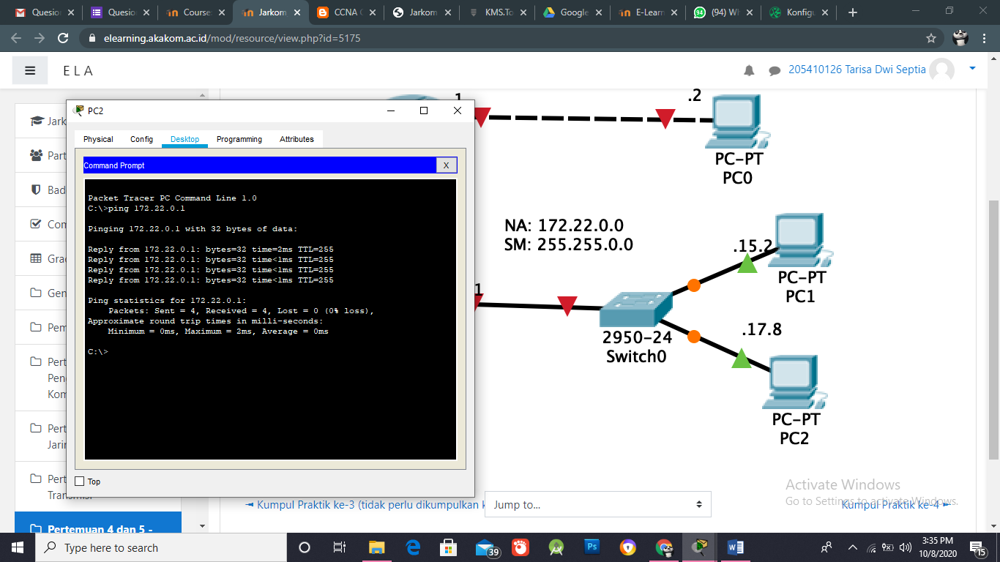 Quesion
Quesion
Course:
Jarkom
CCNA C
Jarkom
KMS.To
Google
E-Learn
(94) Wh
Konfigu
elearning.akakom.ac.id/mod/resource/view.php?id=5175
E L A
205410126 Tarisa Dwi Septia
Jark
Part
Bad
Com
Grad
Gen
Pem
Pert
Peng
Kom
Pert
Jarin
Pert
Transmisi
Pertemuan 4 dan 5 -
PC2
Physical Config Desktop Programming Attributes
Command Prompt
X
Packet Tracer PC Command Line 1.0
C:\>ping 172.22.0.1
Pinging 172.22.0.1 with 32 bytes of data:
Reply from 172.22.0.1: bytes=32 time=2ms TTL=255
Reply from 172.22.0.1: bytes=32 time<1ms TTL=255
Reply from 172.22.0.1: bytes=32 time<1ms TTL=255
Reply from 172.22.0.1: bytes=32 time<1ms TTL=255
Ping statistics for 172.22.0.1:
Packets: Sent = 4, Received = 4, Lost = 0 (0% loss),
Approximate round trip times in milli-seconds:
Minimum = 0ms, Maximum = 2ms, Average = 0ms
C:\>
Top
1
.2
PC-PT
PC0
NA: 172.22.0.0
SM: 255.255.0.0
.15.2
PC-PT
PC1
1
2950-24
Switch0
.17.8
PC-PT
PC2
Activate Windows
Go to Settings to activate Windows.
◄ Kumpul Praktik ke-3 (tidak perlu dikumpulkan k
Jump to...
Kumpul Praktik ke-4 ►
Type here to search
39
Ps
3:35 PM
10/8/2020
15